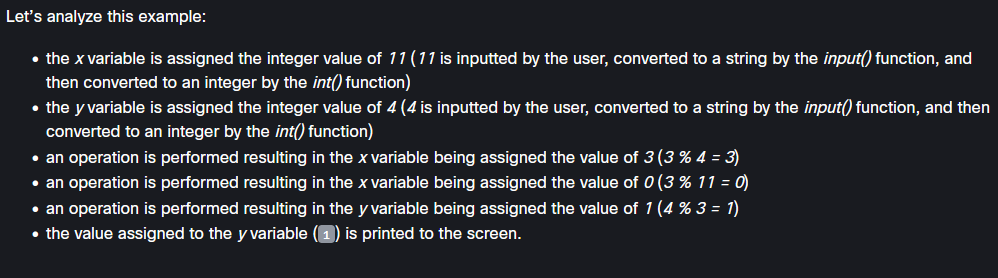 Let's analyze this example:
• the x variable is assigned the integer value of 11 (11 is inputted by the user, converted to a string by the input() function, and
then converted to an integer by the int() function)
• the y variable is assigned the integer value of 4 (4 is inputted by the user, converted to a string by the input() function, and then
converted to an integer by the int() function)
• an operation is performed resulting in the x variable being assigned the value of 3 (3 % 4 = 3)
• an operation is performed resulting in the x variable being assigned the value of 0 (3 % 11 = 0)
• an operation is performed resulting in the y variable being assigned the value of 1 (4 % 3 = 1)
• the value assigned to the y variable (1) is printed to the screen.